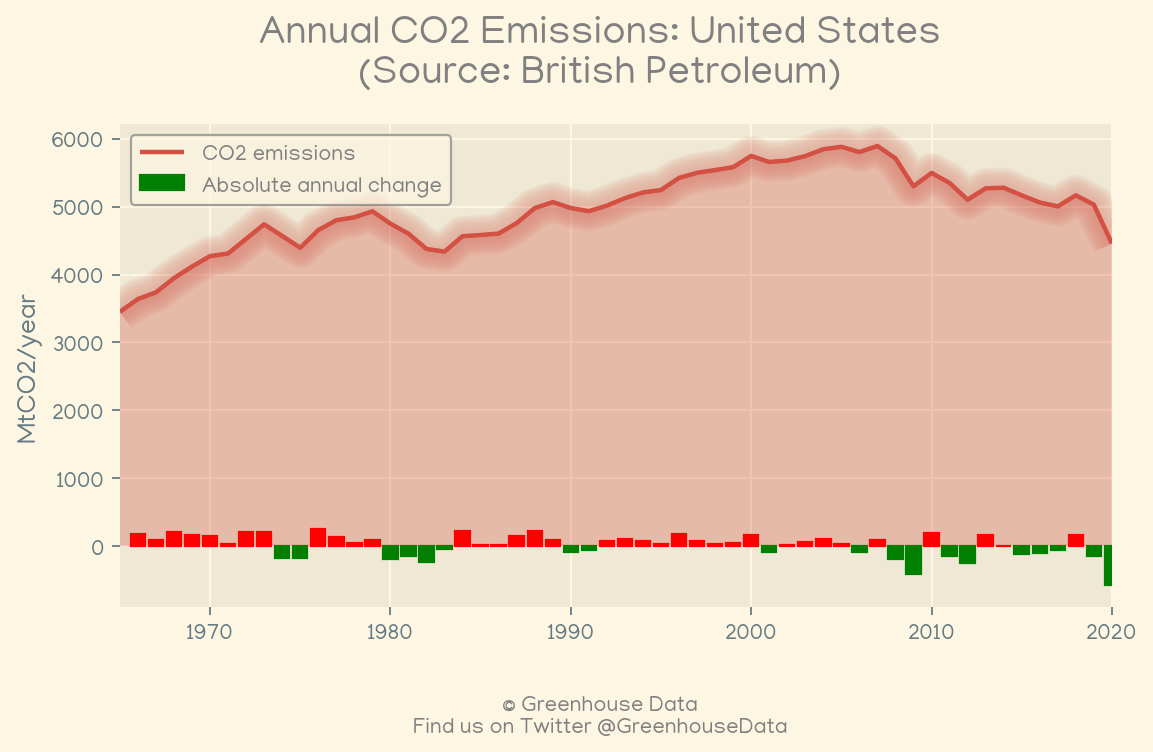 Annual CO2 Emissions: United States
(Source: British Petroleum)
CO2 emissions
Absolute annual change
MtCO2/year
6000
5000
4000
3000
2000
1000
0
1970 1980 1990 2000 2010 2020
© Greenhouse Data
Find us on Twitter @GreenhouseData